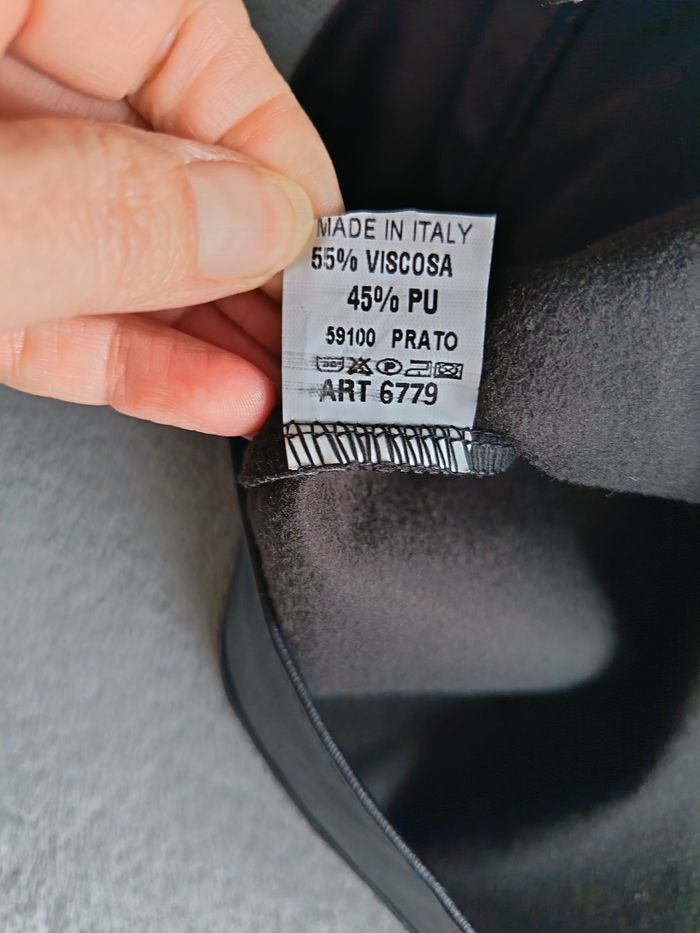 MADE IN ITALY
55% VISCOSA
45% PU
59100 PRATO
ART 6779